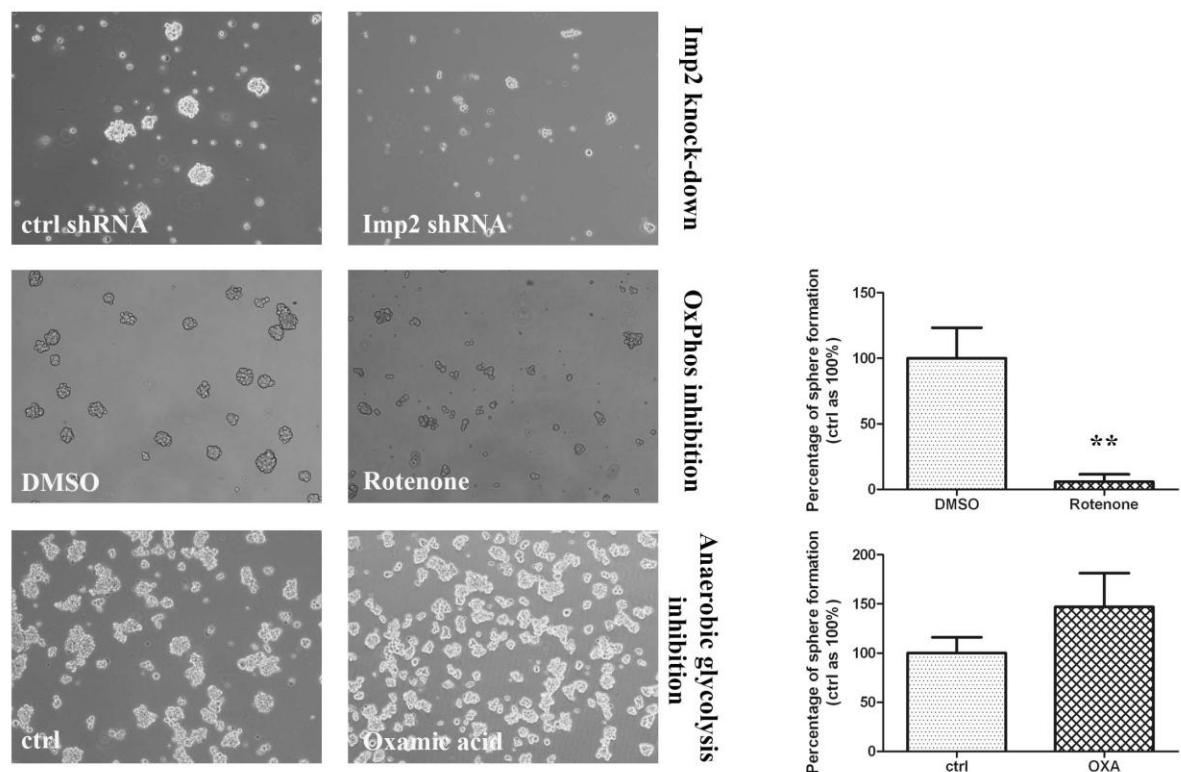 ctrl shRNA
Imp2 shRNA
Imp2 knock-down
DMSO
Rotenone
OxPhos inhibition
Percentage of sphere formation
(ctrl as 100%)
150
100
50
0
**
DMSO
Rotenone
ctrl
Oxamic acid
Anaerobic glycolysis
inhibition
Percentage of sphere formation
(ctrl as 100%)
200
150
100
50
0
ctrl
OXA